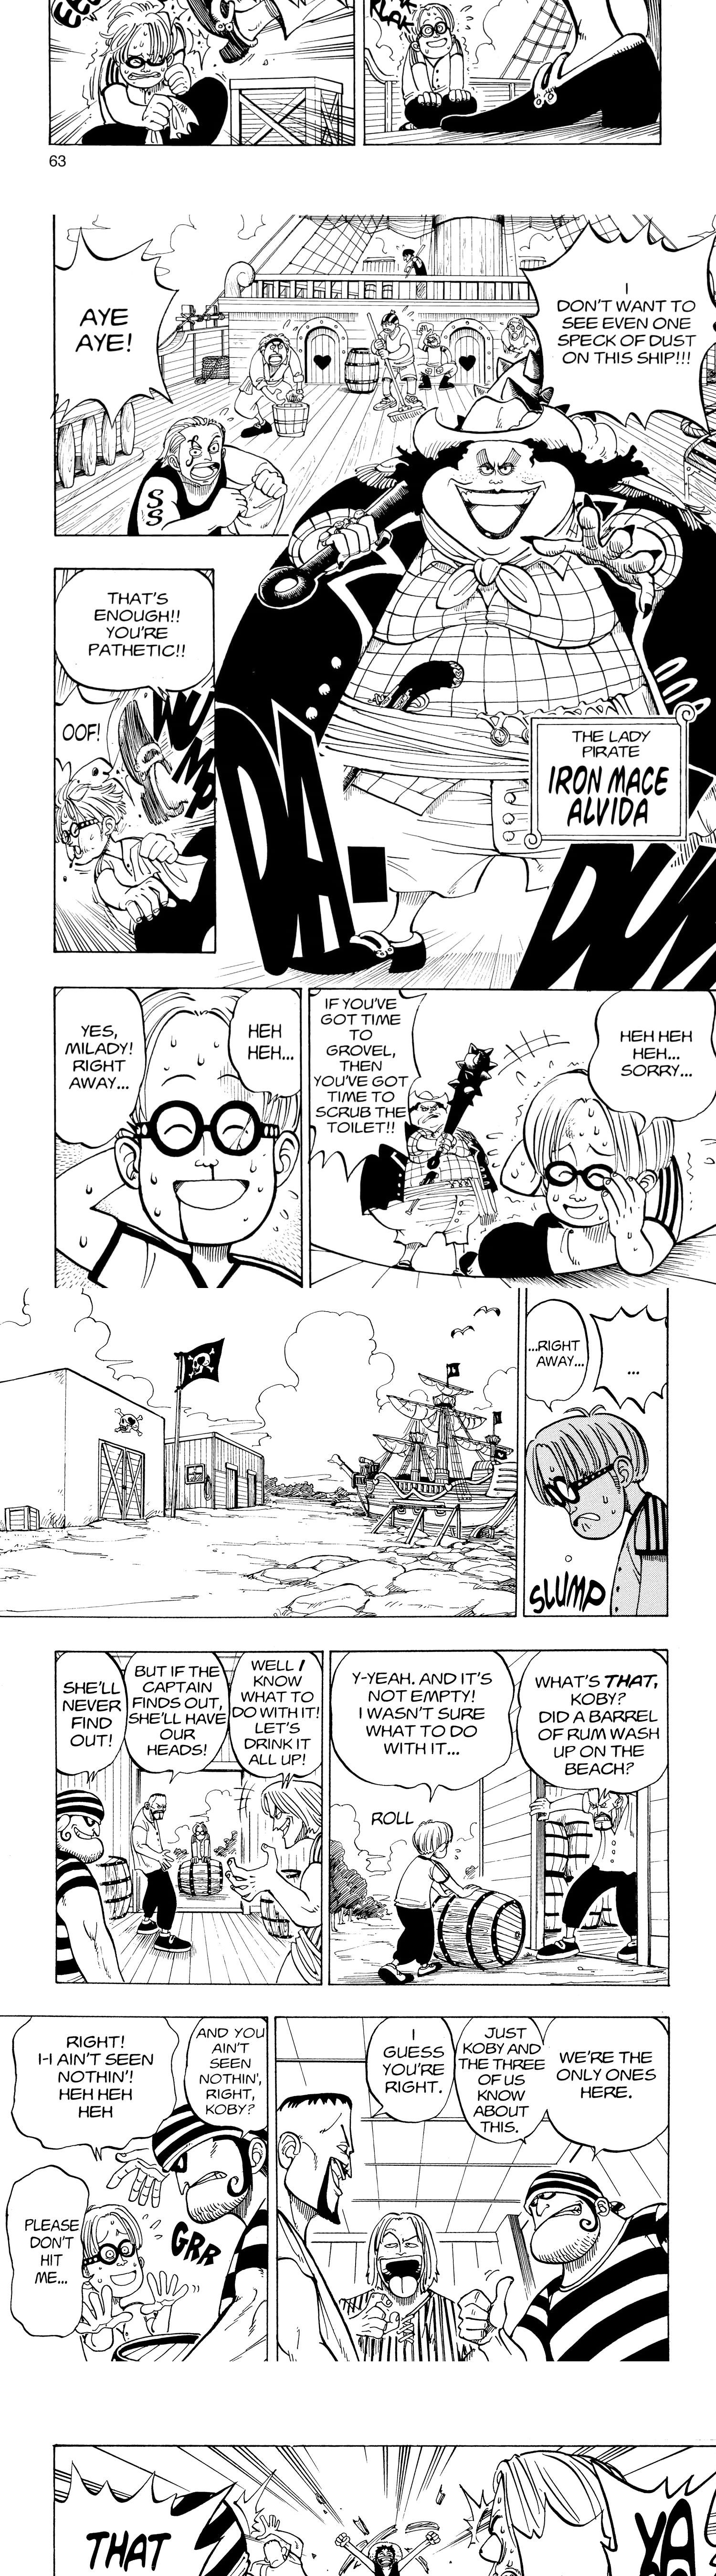 KLAK
63
I
DON'T WANT TO
SEE EVEN ONE
SPECK OF DUST
ON THIS SHIP!!!
AYE
AYE!
SS
THE LADY
PIRATE
IRON MACE
ALVIDA
DA-
DUM
THAT'S
ENOUGH!!
YOU'RE
PATHETIC!!
OOF!
WUMP
HEH HEH
HEH...
SORRY...
IF YOU'VE
GOT TIME
TO
GROVEL,
THEN
YOU'VE GOT
TIME TO
SCRUB THE
TOILET!!
HEH
HEH...
YES,
MILADY!
RIGHT
AWAY...
...
...RIGHT
AWAY...
SLUMP
WHAT'S THAT,
KOBY?
DID A BARREL
OF RUM WASH
UP ON THE
BEACH?
Y-YEAH. AND IT'S
NOT EMPTY!
I WASN'T SURE
WHAT TO DO
WITH IT...
ROLL
WELL I
KNOW
WHAT TO
DO WITH IT!
LET'S
DRINK IT
ALL UP!
BUT IF THE
CAPTAIN
FINDS OUT,
SHE'LL HAVE
OUR
HEADS!
SHE'LL
NEVER
FIND
OUT!
WE'RE THE
ONLY ONES
HERE.
JUST
KOBY AND
THE THREE
OF US
KNOW
ABOUT
THIS.
I
GUESS
YOU'RE
RIGHT.
AND YOU
AIN'T
SEEN
NOTHIN',
RIGHT,
KOBY?
RIGHT!
I-I AIN'T SEEN
NOTHIN'!
HEH HEH
HEH
GRR
PLEASE
DON'T
HIT
ME...
YA
THAT